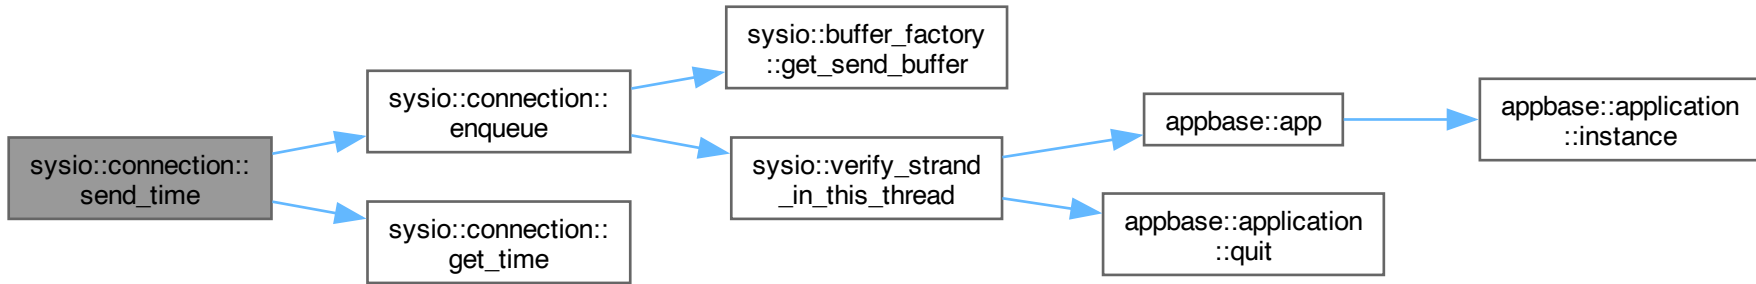 sysio::connection::
send_time
sysio::connection::
enqueue
sysio::connection::
get_time
sysio::buffer_factory
::get_send_buffer
sysio::verify_strand
_in_this_thread
appbase::app
appbase::application
::quit
appbase::application
::instance